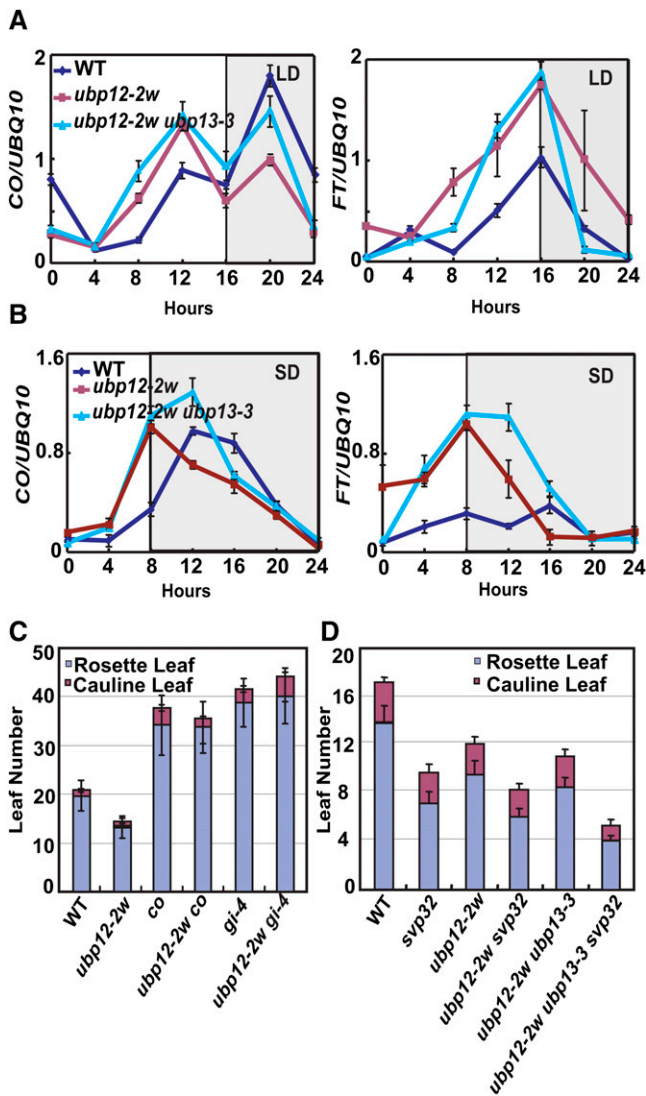 A
2
1
0
CO/UBQ10
WT
ubp12-2w
ubp12-2w ubp13-3
LD
0 4 8 12 16 20 24
Hours
2
1
0
FT/UBQ10
LD
0 4 8 12 16 20 24
Hours
B
1.6
0.8
0
CO/UBQ10
WT
ubp12-2w
ubp12-2w ubp13-3
SD
0 4 8 12 16 20 24
Hours
1.6
0.8
0
FT/UBQ10
SD
0 4 8 12 16 20 24
Hours
C
50
40
30
20
10
0
Leaf Number
Rosette Leaf
Cauline Leaf
WT
ubp12-2w
co
ubp12-2w co
gi-4
ubp12-2w gi-4
D
20
16
12
8
4
0
Leaf Number
Rosette Leaf
Cauline Leaf
WT
svp32
ubp12-2w
ubp12-2w svp32
ubp12-2w ubp13-3
ubp12-2w ubp13-3 svp32